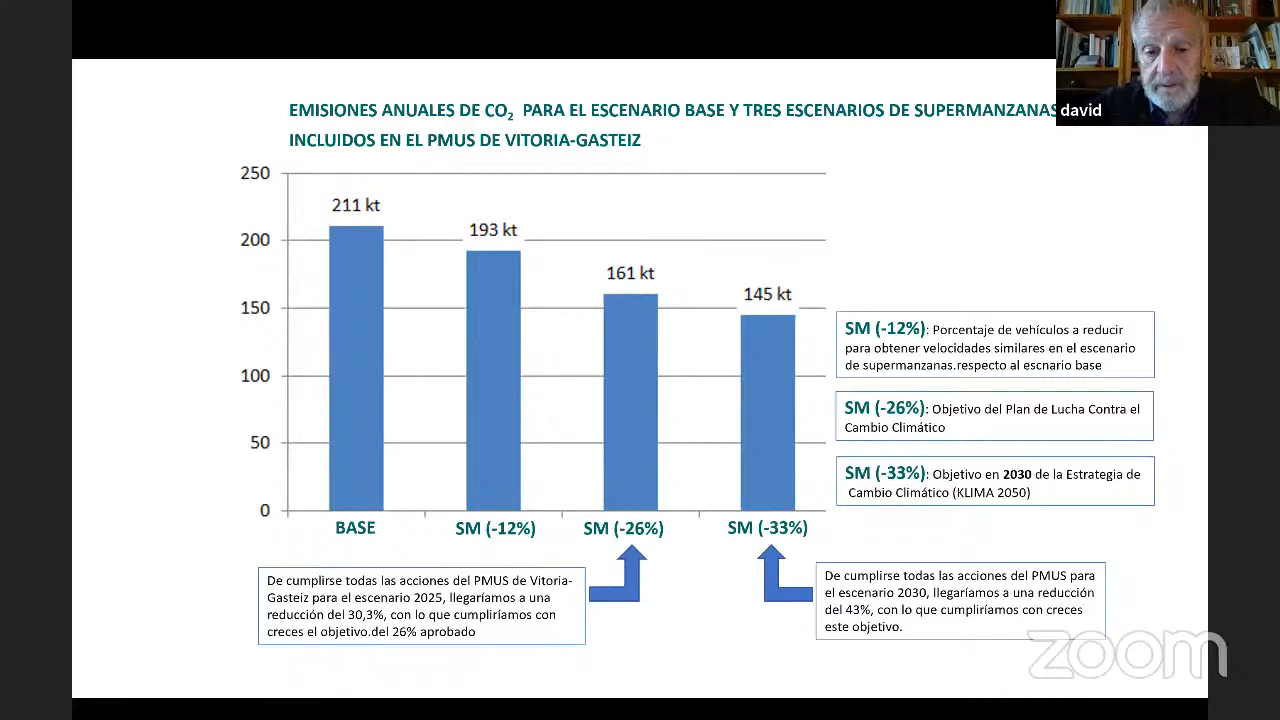 EMISIONES ANUALES DE CO₂ PARA EL ESCENARIO BASE Y TRES ESCENARIOS DE SUPERMANZANAS
INCLUIDOS EN EL PMUS DE VITORIA-GASTEIZ
david
250
200
150
100
50
0
211 kt
193 kt
161 kt
145 kt
BASE
SM (-12%)
SM (-26%)
SM (-33%)
SM (-12%): Porcentaje de vehículos a reducir
para obtener velocidades similares en el escenario
de supermanzanas.respecto al escnario base
SM (-26%): Objetivo del Plan de Lucha Contra el
Cambio Climático
SM (-33%): Objetivo en 2030 de la Estrategia de
Cambio Climático (KLIMA 2050)
De cumplirse todas las acciones del PMUS de Vitoria-
Gasteiz para el escenario 2025, llegaríamos a una
reducción del 30,3%, con lo que cumpliríamos con
creces el objetivo.del 26% aprobado
De cumplirse todas las acciones del PMUS para
el escenario 2030, llegaríamos a una reducción
del 43%, con lo que cumpliríamos con creces
este objetivo.
zoom